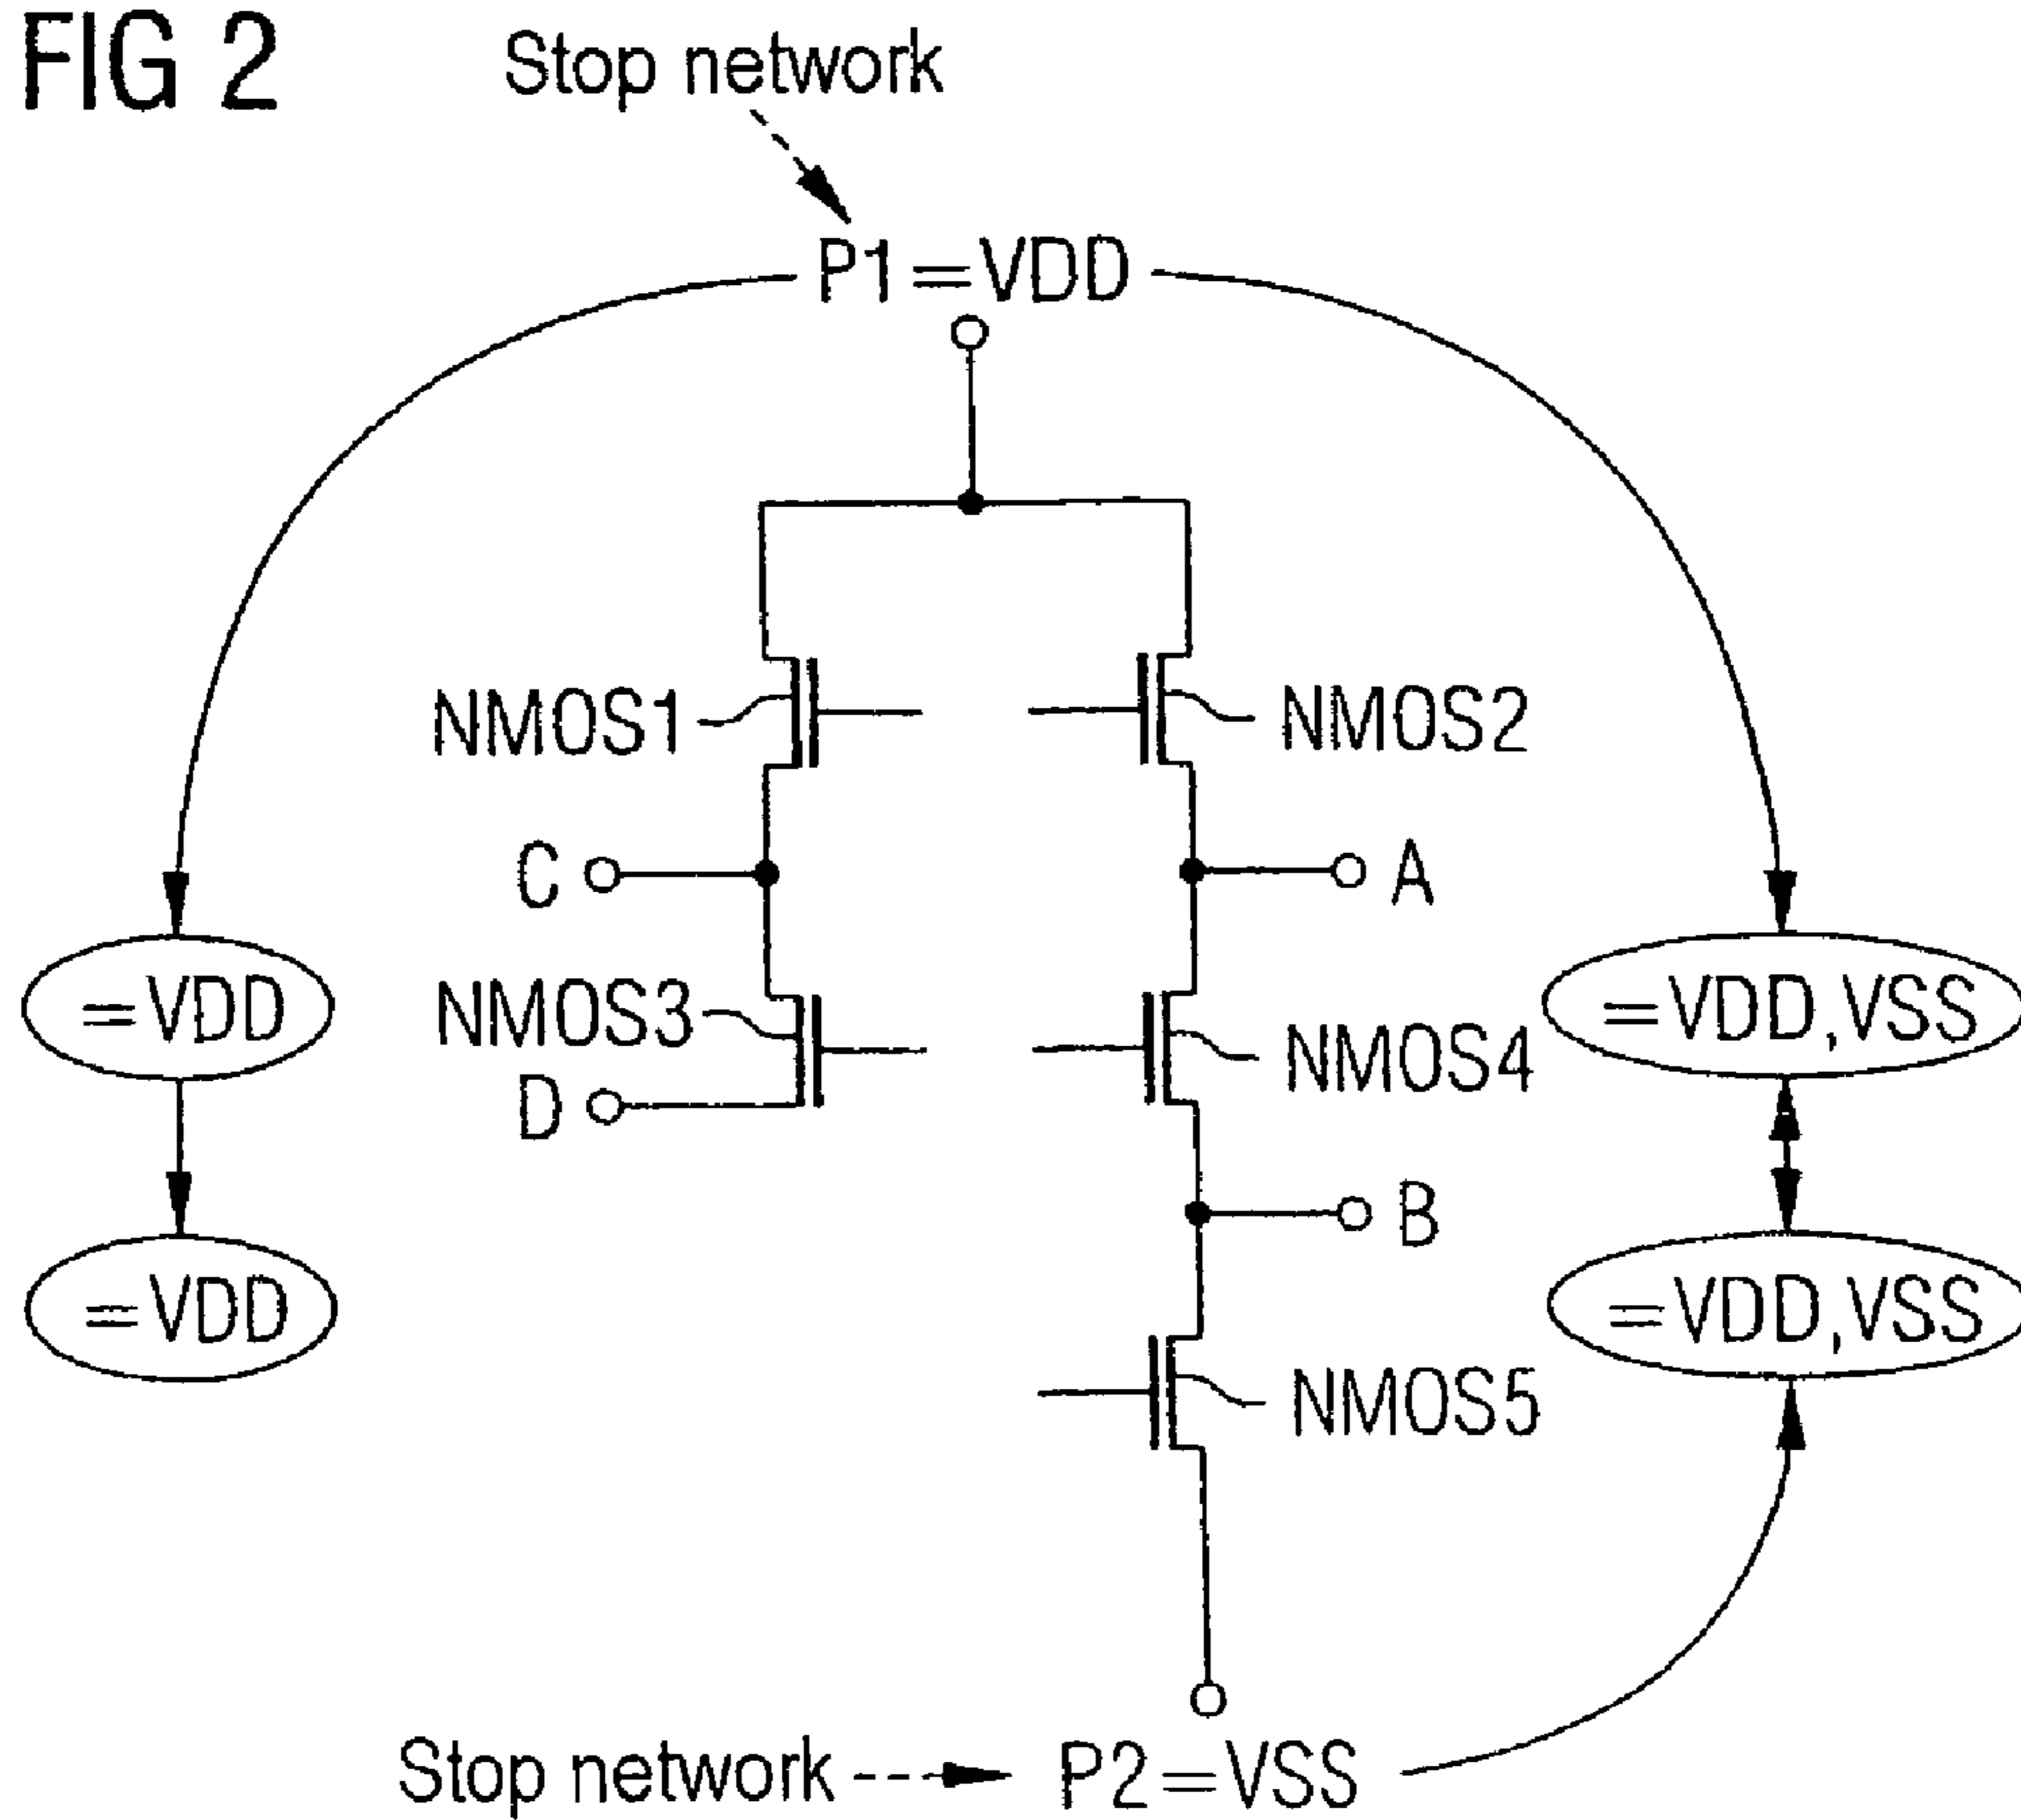 FIG 2
Stop network
P1=VDD
NMOS1
NMOS2
C
A
=VDD
NMOS3
NMOS4
=VDD,VSS
D
B
=VDD
=VDD,VSS
NMOS5
Stop network
P2=VSS